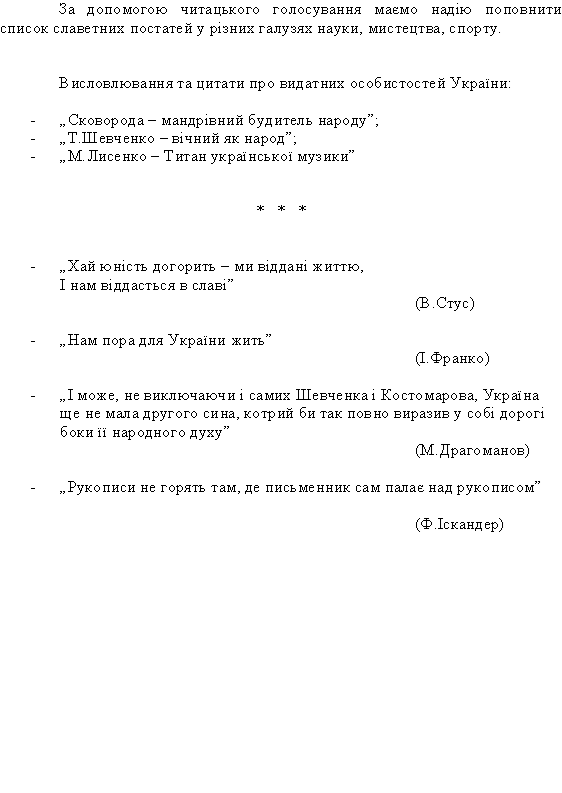 За допомогою читацького голосування маємо надію поповнити
список славетних постатей у різних галузях науки, мистецтва, спорту.
Висловлювання та цитати про видатних особистостей України:
- „Сковорода – мандрівний будитель народу”;
- „Т.Шевченко – вічний як народ”;
- „М.Лисенко – Титан української музики”
* * *
- „Хай юність догорить – ми віддані життю,
І нам віддасться в славі”
(В.Стус)
- „Нам пора для України жить”
(І.Франко)
- „І може, не виключаючи і самих Шевченка і Костомарова, Україна
ще не мала другого сина, котрий би так повно виразив у собі дорогі
боки її народного духу”
(М.Драгоманов)
- „Рукописи не горять там, де письменник сам палає над рукописом”
(Ф.Іскандер)